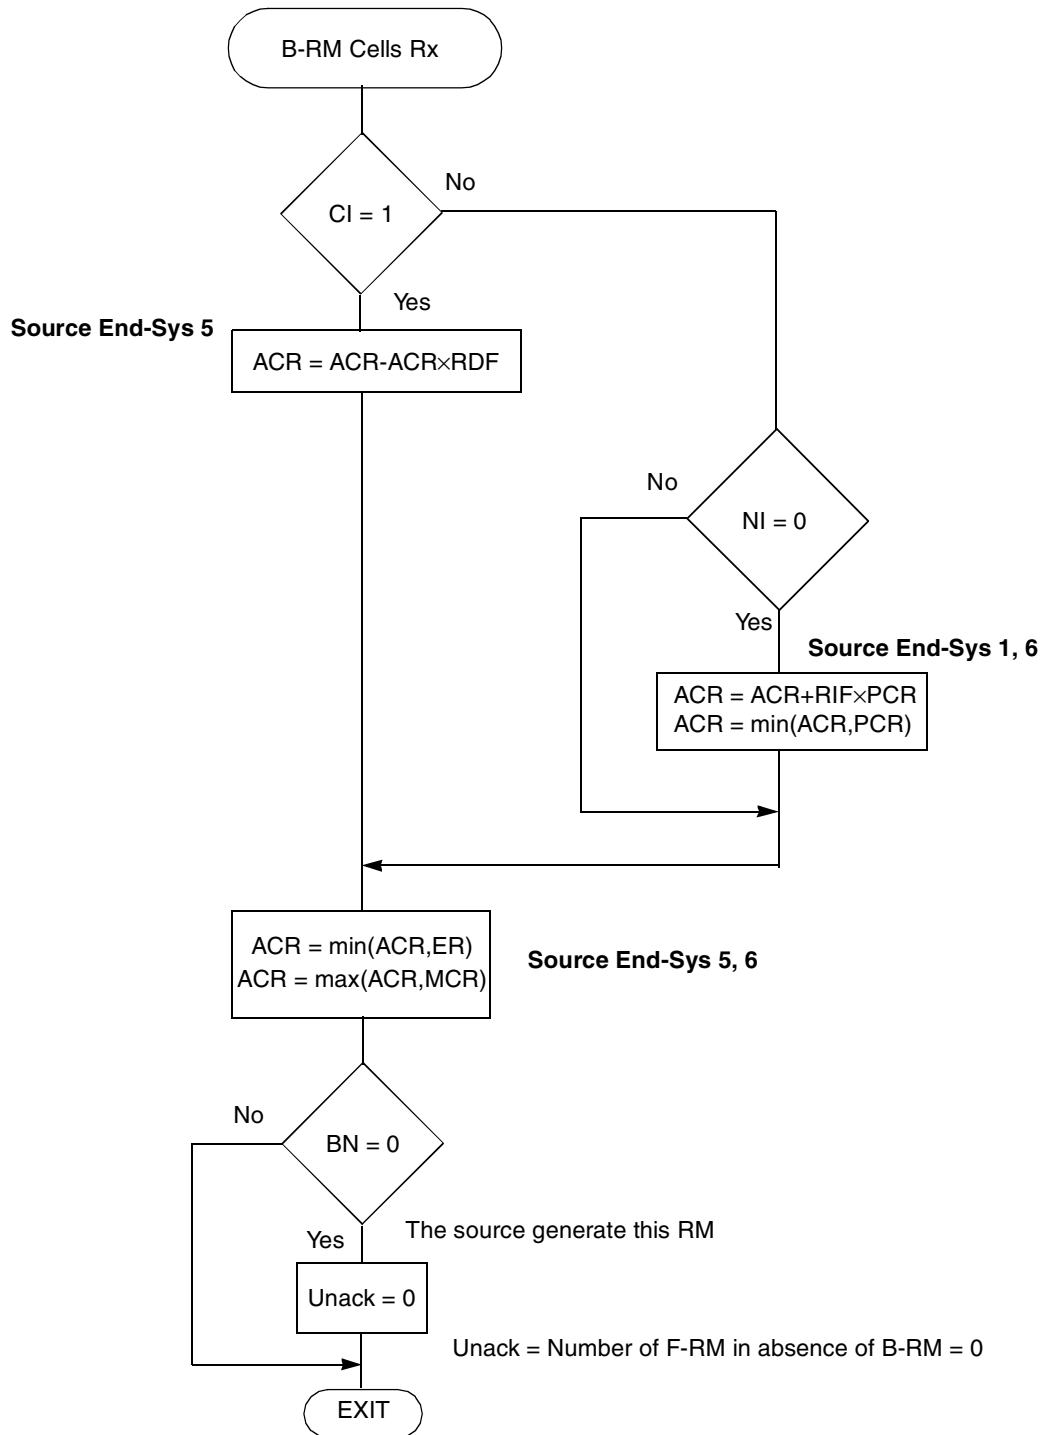 B-RM Cells Rx
No
CI = 1
Yes
Source End-Sys 5
ACR = ACR-ACR×RDF
No
NI = 0
Yes
Source End-Sys 1, 6
ACR = ACR+RIF×PCR
ACR = min(ACR,PCR)
ACR = min(ACR,ER)
ACR = max(ACR,MCR)
Source End-Sys 5, 6
No
BN = 0
The source generate this RM
Yes
Unack = 0
Unack = Number of F-RM in absence of B-RM = 0
EXIT